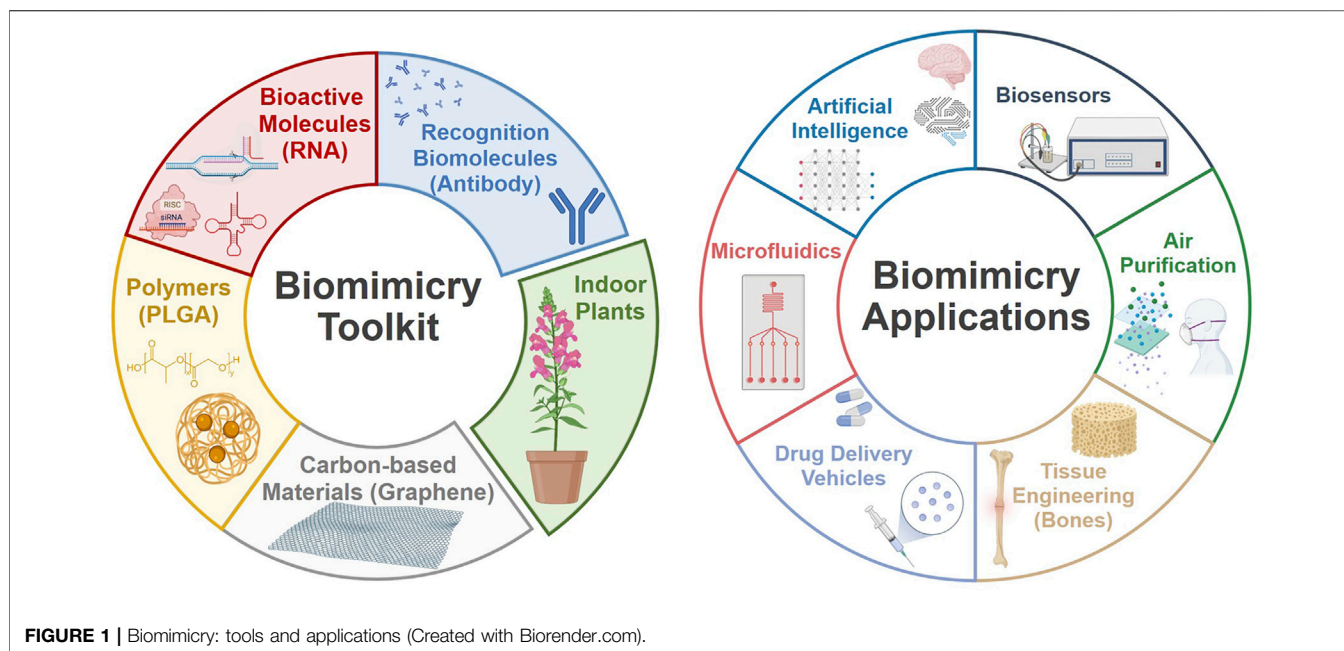 Bioactive
Molecules
(RNA)
RISC
siRNA
Recognition
Biomolecules
(Antibody)
Polymers
(PLGA)
HO
O
O
O
O
H
x
y
Biomimicry
Toolkit
Indoor
Plants
Carbon-based
Materials (Graphene)
Artificial
Intelligence
Biosensors
Microfluidics
Biomimicry
Applications
Air
Purification
Drug Delivery
Vehicles
Tissue
Engineering
(Bones)
FIGURE 1 | Biomimicry: tools and applications (Created with Biorender.com).